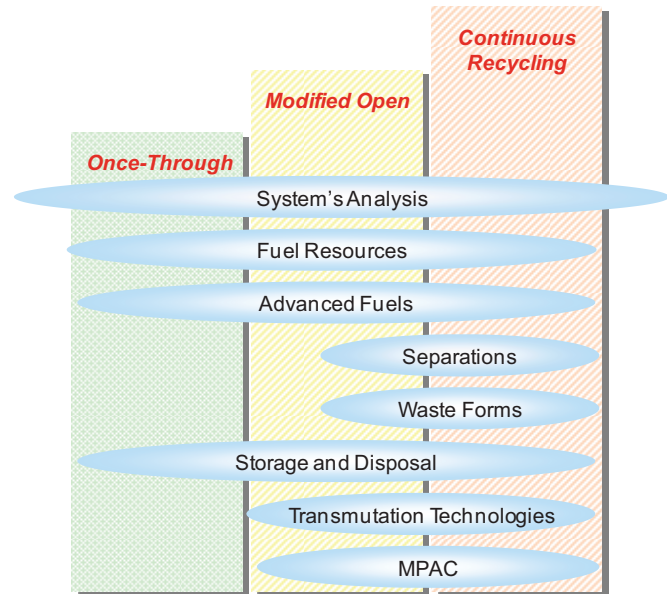 Continuous
Recycling
Modified Open
Once-Through
System's Analysis
Fuel Resources
Advanced Fuels
Separations
Waste Forms
Storage and Disposal
Transmutation Technologies
MPAC